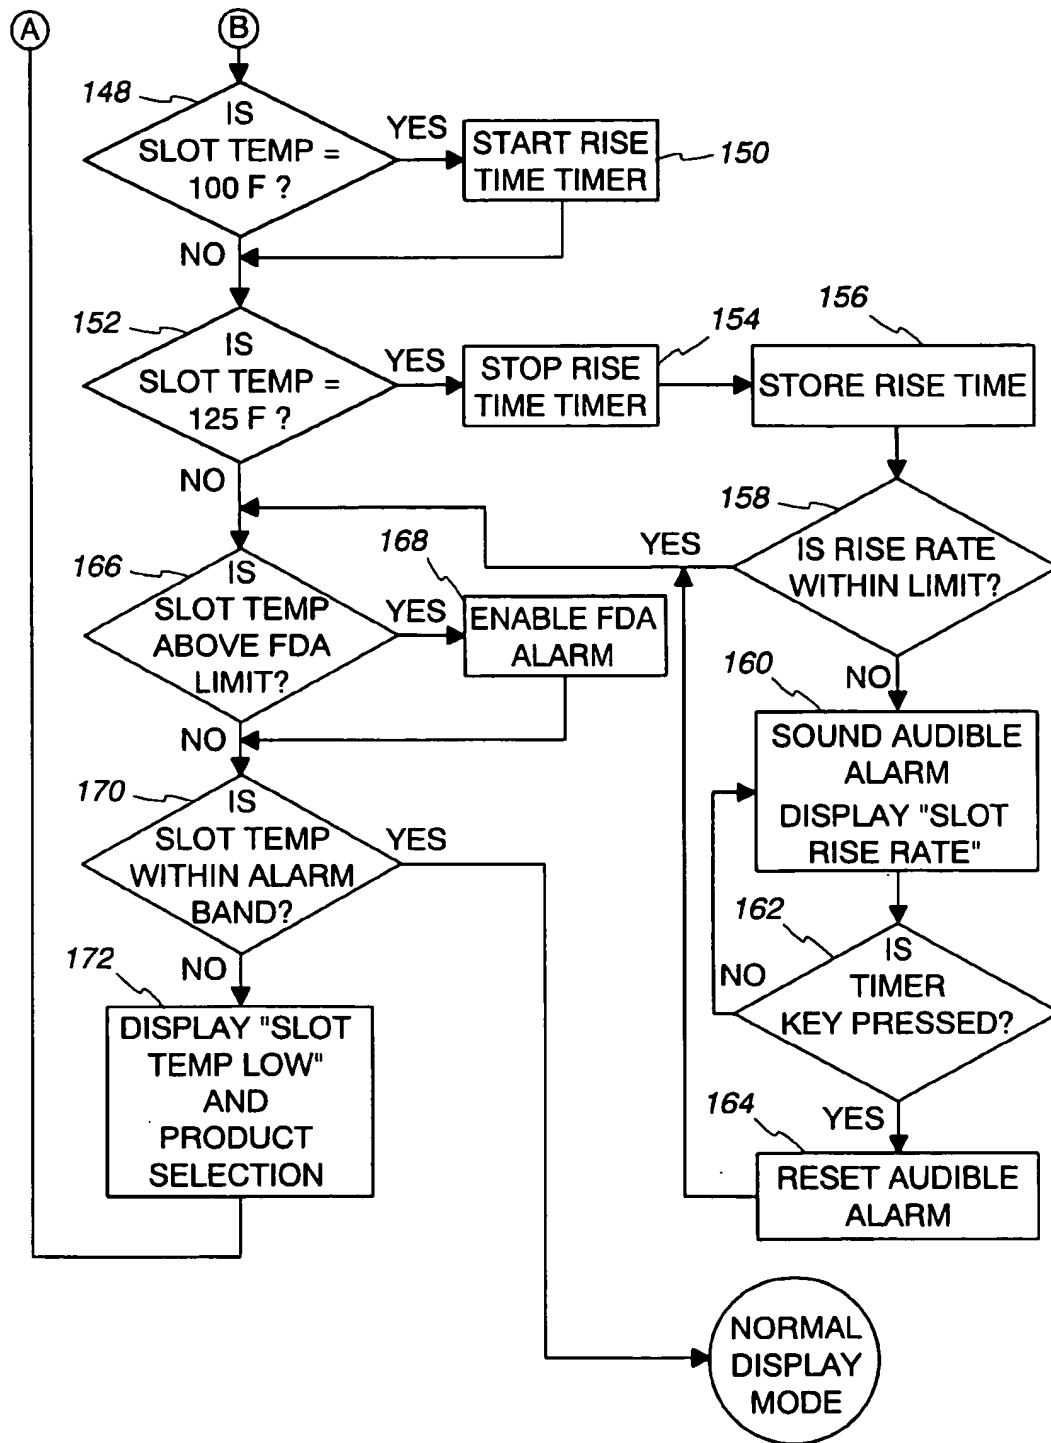 A
B
148
IS
SLOT TEMP =
100 F ?
YES
START RISE
TIME TIMER
150
NO
152
IS
SLOT TEMP =
125 F ?
YES
STOP RISE
TIME TIMER
154
156
STORE RISE TIME
NO
158
IS RISE RATE
WITHIN LIMIT?
YES
166
IS
SLOT TEMP
ABOVE FDA
LIMIT?
YES
168
ENABLE FDA
ALARM
NO
NO
160
SOUND AUDIBLE
ALARM
DISPLAY "SLOT
RISE RATE"
170
IS
SLOT TEMP
WITHIN ALARM
BAND?
YES
162
IS
TIMER
KEY PRESSED?
NO
NO
172
DISPLAY "SLOT
TEMP LOW"
AND
PRODUCT
SELECTION
YES
164
RESET AUDIBLE
ALARM
NORMAL
DISPLAY
MODE